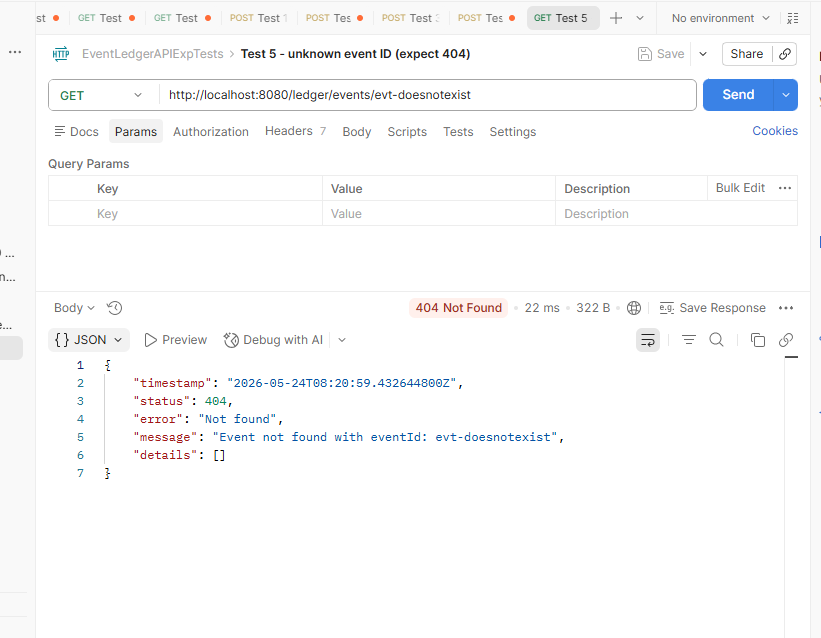 st GET Test GET Test POST Test POST Tes POST Test POST Tes GET Test 5 No environment
HTTP EventLedgerAPIExpTests > Test 5 - unknown event ID (expect 404) Save Share
GET http://localhost:8080/ledger/events/evt-doesnotexist Send
Docs Params Authorization Headers 7 Body Scripts Tests Settings Cookies
Query Params
Key Value Description Bulk Edit
Key Value Description
Body 404 Not Found 22 ms 322 B e.g. Save Response
{} JSON Preview Debug with AI
1 {
2 "timestamp": "2026-05-24T08:20:59.432644800Z",
3 "status": 404,
4 "error": "Not found",
5 "message": "Event not found with eventId: evt-doesnotexist",
6 "details": []
7 }